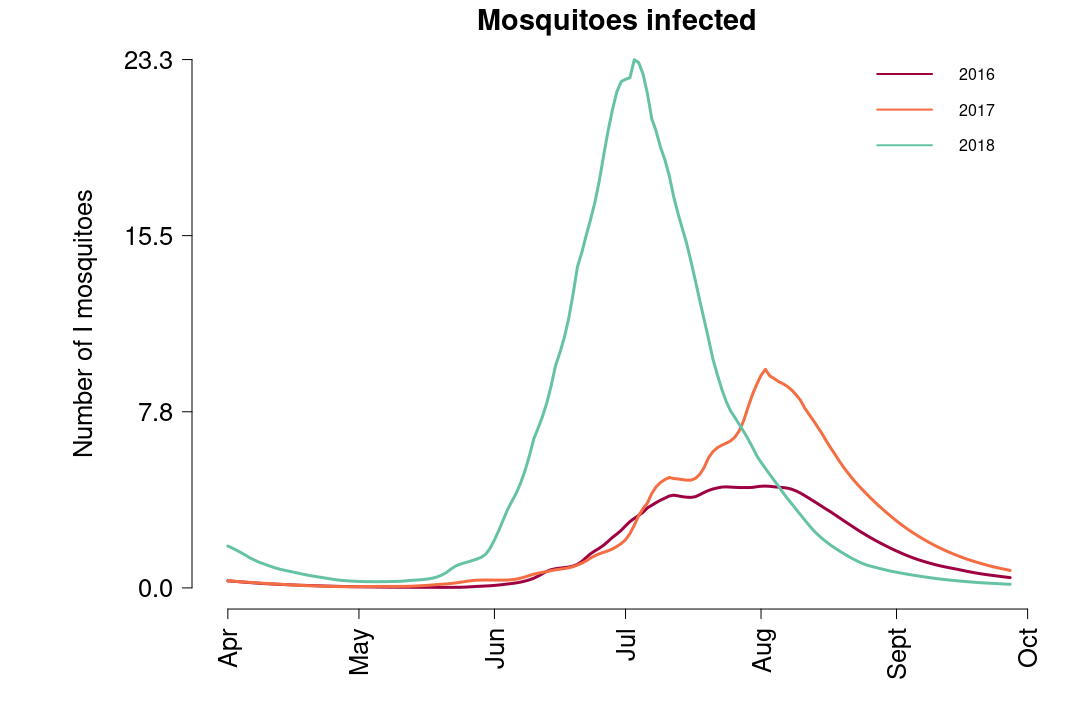 Mosquitoes infected
23.3
15.5
7.8
0.0
Number of I mosquitoes
2016
2017
2018
Apr
May
Jun
Jul
Aug
Sept
Oct